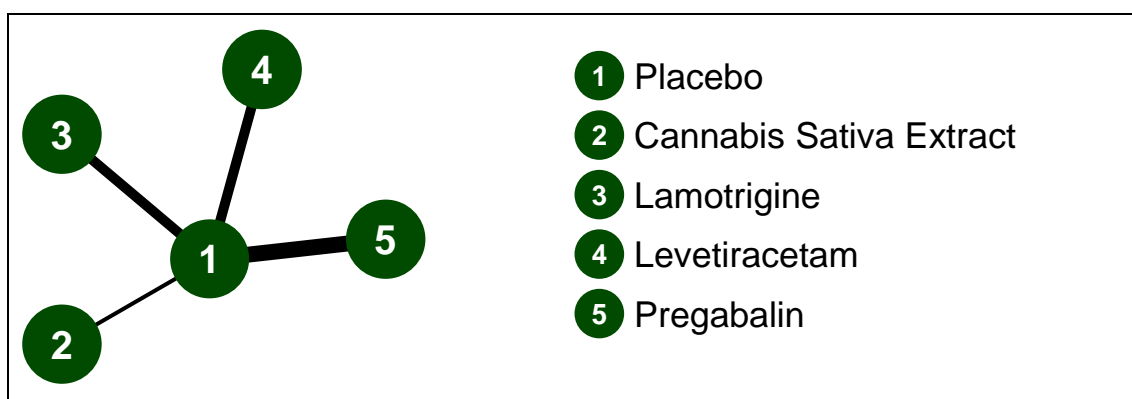 4
3
1
5
2
1 Placebo
2 Cannabis Sativa Extract
3 Lamotrigine
4 Levetiracetam
5 Pregabalin